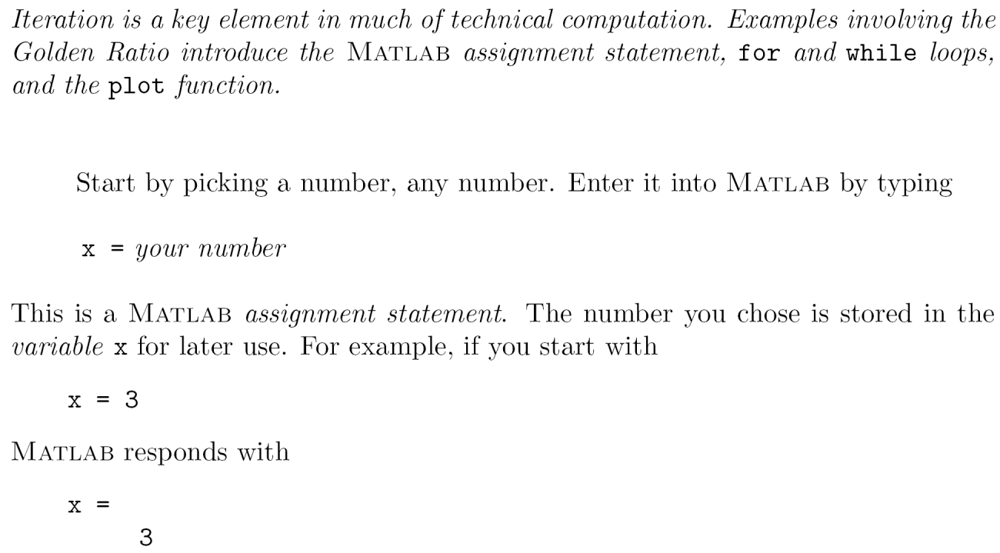 Iteration is a key element in much of technical computation. Examples involving the
Golden Ratio introduce the MATLAB assignment statement, for and while loops,
and the plot function.
Start by picking a number, any number. Enter it into MATLAB by typing
x = your number
This is a MATLAB assignment statement. The number you chose is stored in the
variable x for later use. For example, if you start with
x = 3
MATLAB responds with
x =
3